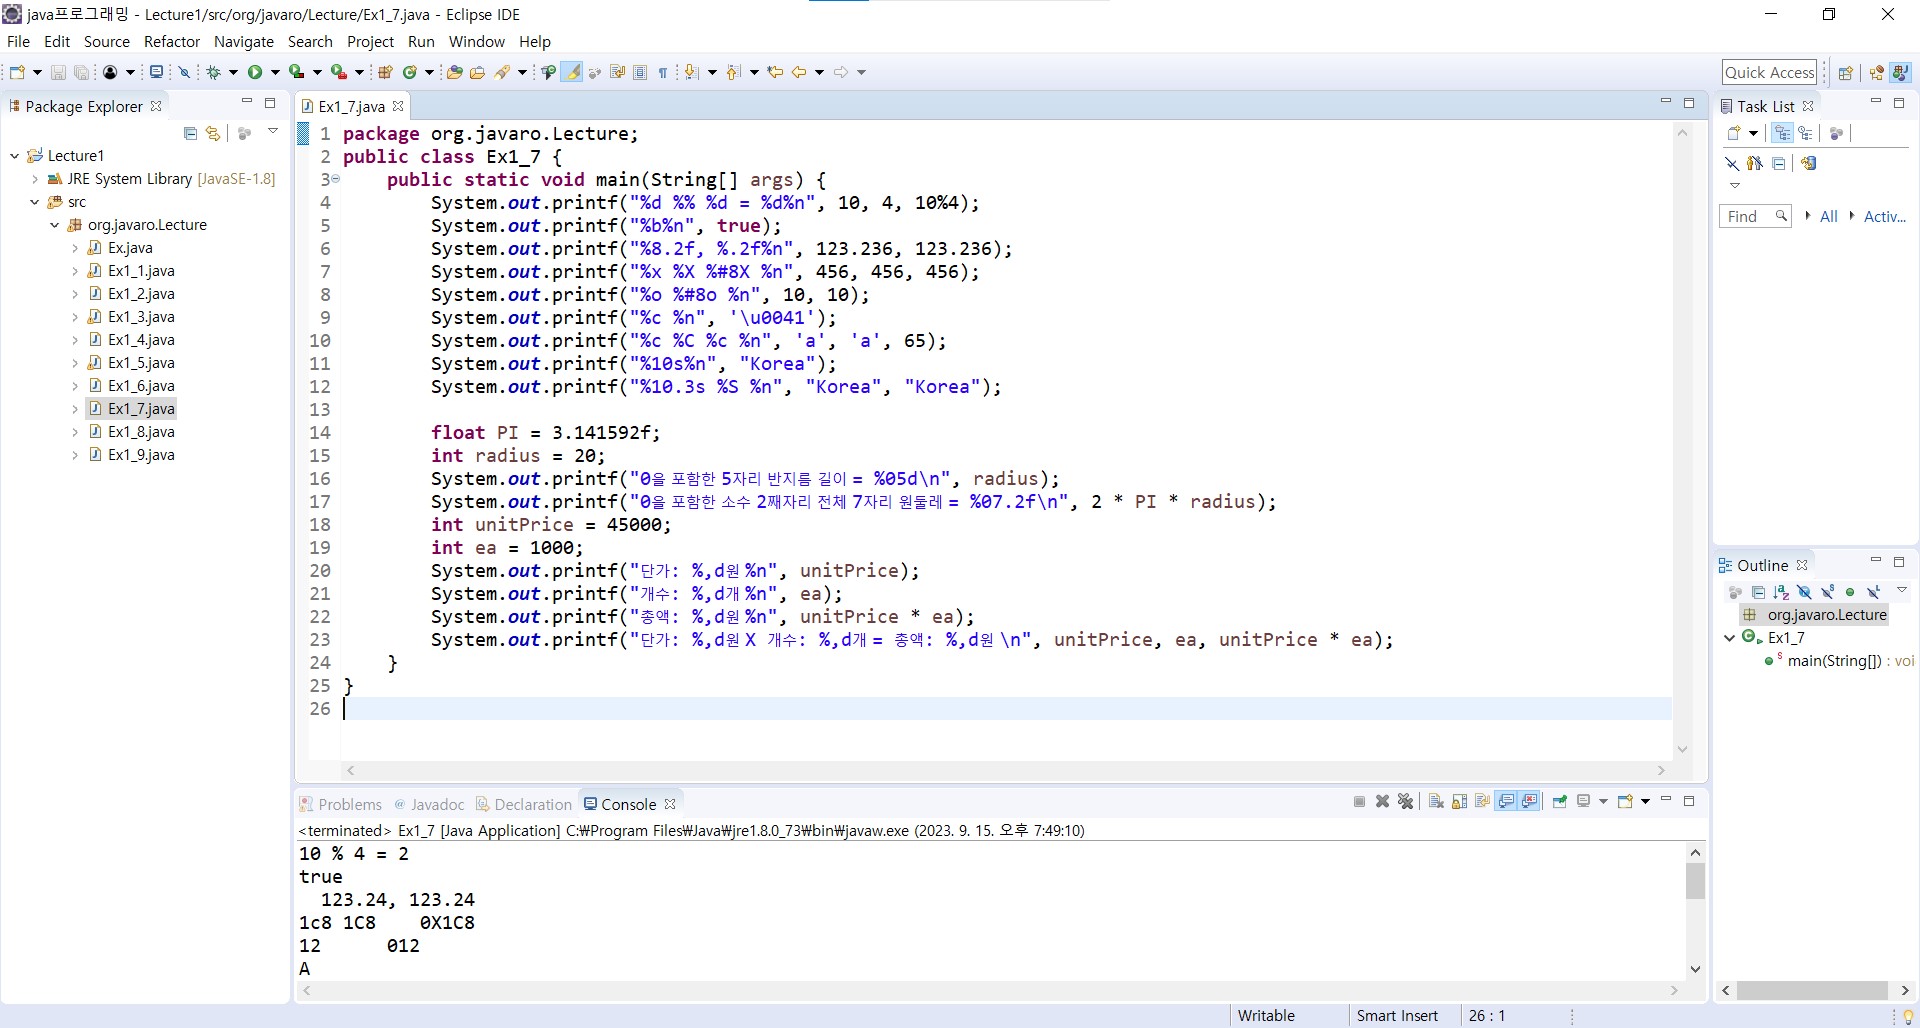 java프로그래밍 - Lecture1/src/org/javaro/Lecture/Ex1_7.java - Eclipse IDE
File Edit Source Refactor Navigate Search Project Run Window Help
Quick Access
Package Explorer
Lecture1
JRE System Library [JavaSE-1.8]
src
org.javaro.Lecture
Ex.java
Ex1_1.java
Ex1_2.java
Ex1_3.java
Ex1_4.java
Ex1_5.java
Ex1_6.java
Ex1_7.java
Ex1_8.java
Ex1_9.java
Ex1_7.java
1 package org.javaro.Lecture;
2 public class Ex1_7 {
3 public static void main(String[] args) {
4 System.out.printf("%d %% %d = %d%n", 10, 4, 10%4);
5 System.out.printf("%b%n", true);
6 System.out.printf("%8.2f, %.2f%n", 123.236, 123.236);
7 System.out.printf("%x %X %#8X %n", 456, 456, 456);
8 System.out.printf("%o %#8o %n", 10, 10);
9 System.out.printf("%c %n", '\u0041');
10 System.out.printf("%c %C %c %n", 'a', 'a', 65);
11 System.out.printf("%10s%n", "Korea");
12 System.out.printf("%10.3s %S %n", "Korea", "Korea");
13
14 float PI = 3.141592f;
15 int radius = 20;
16 System.out.printf("0을 포함한 5자리 반지름 길이 = %05d\n", radius);
17 System.out.printf("0을 포함한 소수 2째자리 전체 7자리 원둘레 = %07.2f\n", 2 * PI * radius);
18 int unitPrice = 45000;
19 int ea = 1000;
20 System.out.printf("단가: %,d원 %n", unitPrice);
21 System.out.printf("개수: %,d개 %n", ea);
22 System.out.printf("총액: %,d원 %n", unitPrice * ea);
23 System.out.printf("단가: %,d원 X 개수: %,d개 = 총액: %,d원 \n", unitPrice, ea, unitPrice * ea);
24 }
25 }
26
Task List
Find All Activ...
Outline
org.javaro.Lecture
Ex1_7
main(String[]) : voi
Problems Javadoc Declaration Console
<terminated> Ex1_7 [Java Application] C:₩Program Files₩Java₩jre1.8.0_73₩bin₩javaw.exe (2023. 9. 15. 오후 7:49:10)
10 % 4 = 2
true
123.24, 123.24
1c8 1C8 0X1C8
12 012
A
Writable Smart Insert 26 : 1